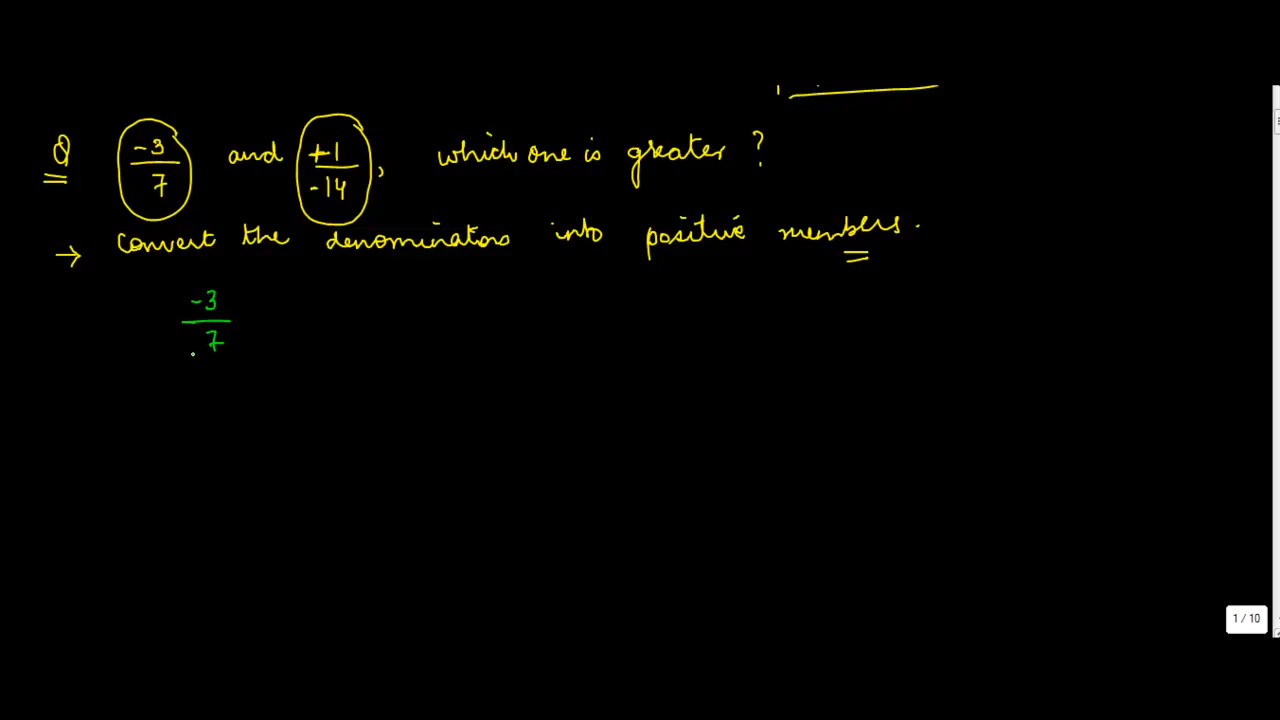 Q -3/7 and +1/-14, which one is greater ?
→ convert the denominators into positive members.
-3/7
1 / 10